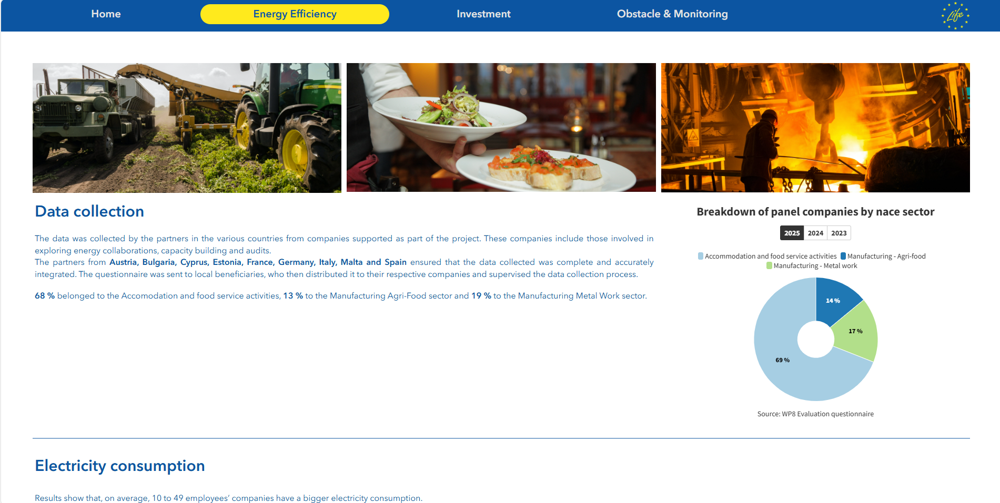 Home Energy Efficiency Investment Obstacle & Monitoring Life
Data collection
The data was collected by the partners in the various countries from companies supported as part of the project. These companies include those involved in
exploring energy collaborations, capacity building and audits.
The partners from Austria, Bulgaria, Cyprus, Estonia, France, Germany, Italy, Malta and Spain ensured that the data collected was complete and accurately
integrated. The questionnaire was sent to local beneficiaries, who then distributed it to their respective companies and supervised the data collection process.
68 % belonged to the Accomodation and food service activities, 13 % to the Manufacturing Agri-Food sector and 19 % to the Manufacturing Metal Work sector.
Breakdown of panel companies by nace sector
2025 2024 2023
Accommodation and food service activities Manufacturing - Agri-food
Manufacturing - Metal work
14 %
17 %
69 %
Source: WP8 Evaluation questionnaire
Electricity consumption
Results show that, on average, 10 to 49 employees’ companies have a bigger electricity consumption.